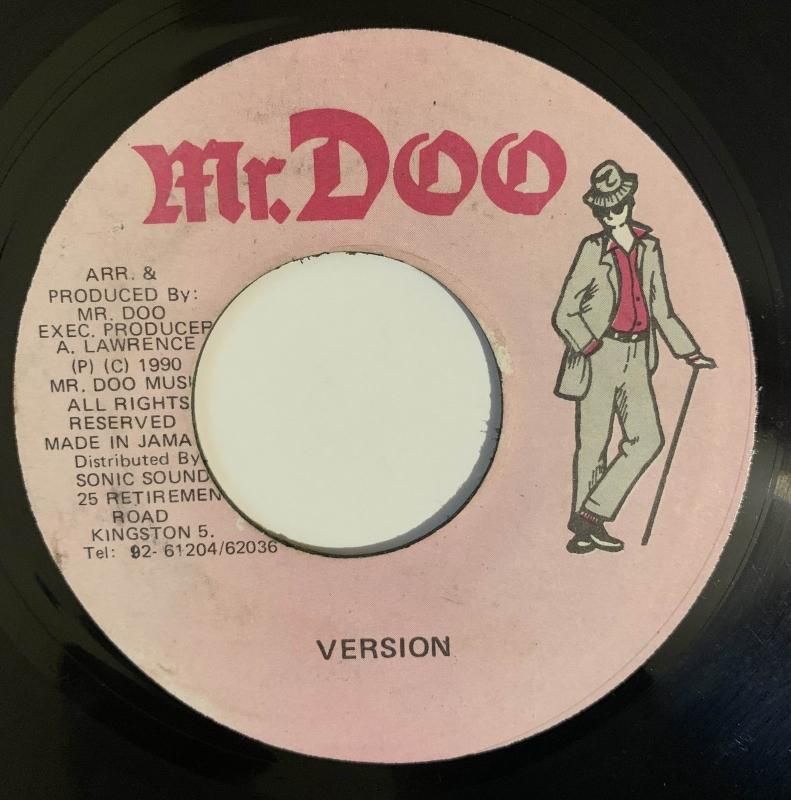 Mr. DOO
ARR. &
PRODUCED By:
MR. DOO
EXEC. PRODUCER
A. LAWRENCE
(P) (C) 1990
MR. DOO MUSI
ALL RIGHTS
RESERVED
MADE IN JAMA
Distributed By
SONIC SOUND
25 RETIREMEN
ROAD
KINGSTON 5.
Tel: 92- 61204/62036
VERSION